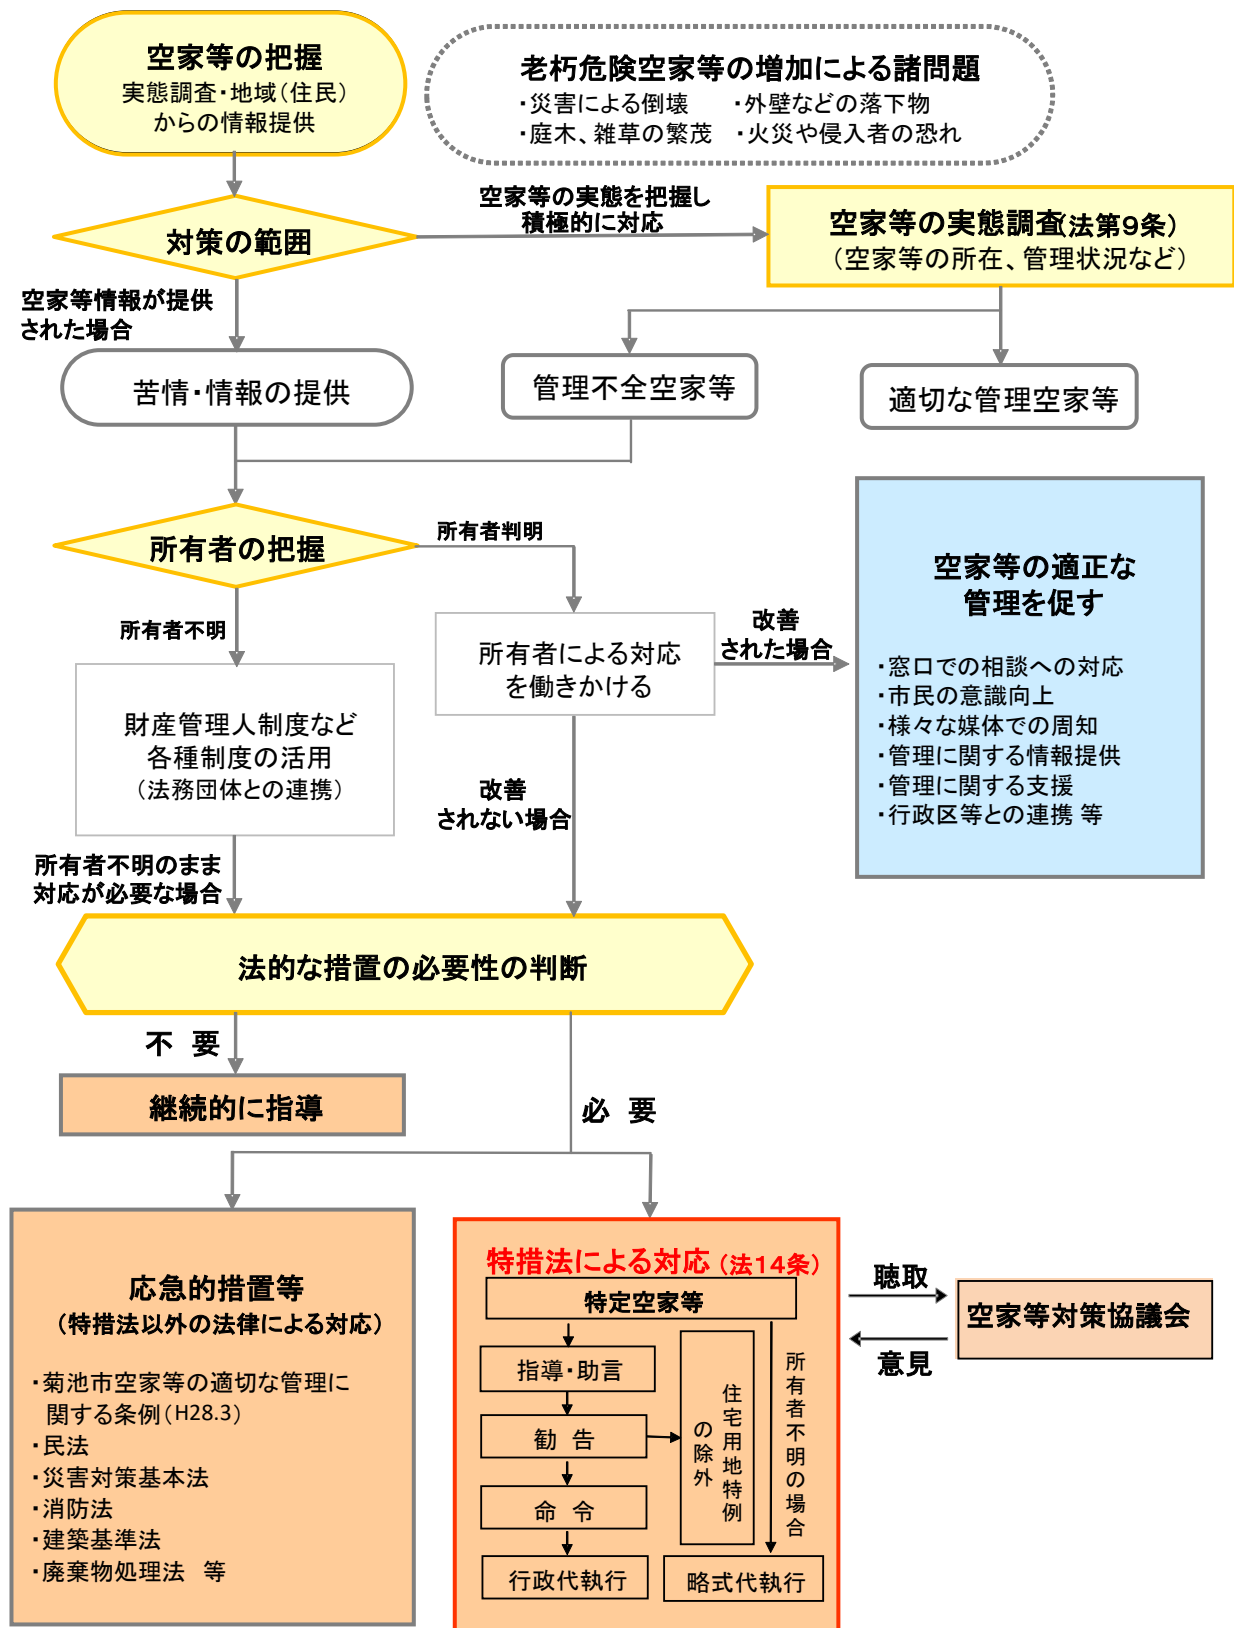 空家等の把握
実態調査・地域（住民）
からの情報提供
老朽危険空家等の増加による諸問題
・災害による倒壊　・外壁などの落下物
・庭木、雑草の繁茂　・火災や侵入者の恐れ
対策の範囲
空家等の実態を把握し
積極的に対応
空家等の実態調査(法第９条)
（空家等の所在、管理状況など）
空家等情報が提供
された場合
苦情・情報の提供
管理不全空家等
適切な管理空家等
所有者の把握
所有者判明
所有者不明
所有者による対応
を働きかける
改善
された場合
空家等の適正な
管理を促す
・窓口での相談への対応
・市民の意識向上
・様々な媒体での周知
・管理に関する情報提供
・管理に関する支援
・行政区等との連携 等
財産管理人制度など
各種制度の活用
（法務団体との連携）
改善
されない場合
所有者不明のまま
対応が必要な場合
法的な措置の必要性の判断
不 要
継続的に指導
必 要
応急的措置等
（特措法以外の法律による対応）
・菊池市空家等の適切な管理に
関する条例（H28.3）
・民法
・災害対策基本法
・消防法
・建築基準法
・廃棄物処理法　等
特措法による対応（法１４条）
特定空家等
指導・助言
勧 告
命 令
行政代執行
住宅用地特例
の除外
所有者不明の場合
略式代執行
聴取
意見
空家等対策協議会